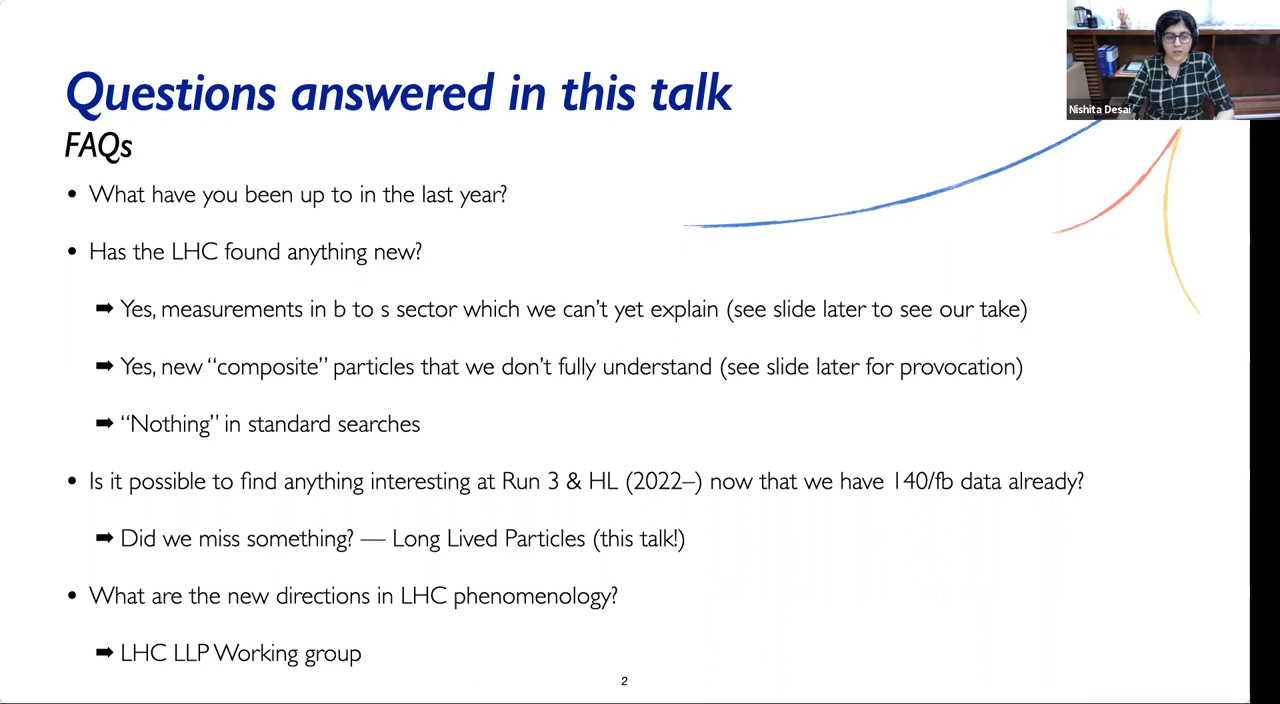 Questions answered in this talk
Nishita Desai
FAQs
• What have you been up to in the last year?
• Has the LHC found anything new?
➡ Yes, measurements in b to s sector which we can’t yet explain (see slide later to see our take)
➡ Yes, new “composite” particles that we don’t fully understand (see slide later for provocation)
➡ “Nothing” in standard searches
• Is it possible to find anything interesting at Run 3 & HL (2022–) now that we have 140/fb data already?
➡ Did we miss something? — Long Lived Particles (this talk!)
• What are the new directions in LHC phenomenology?
➡ LHC LLP Working group
2